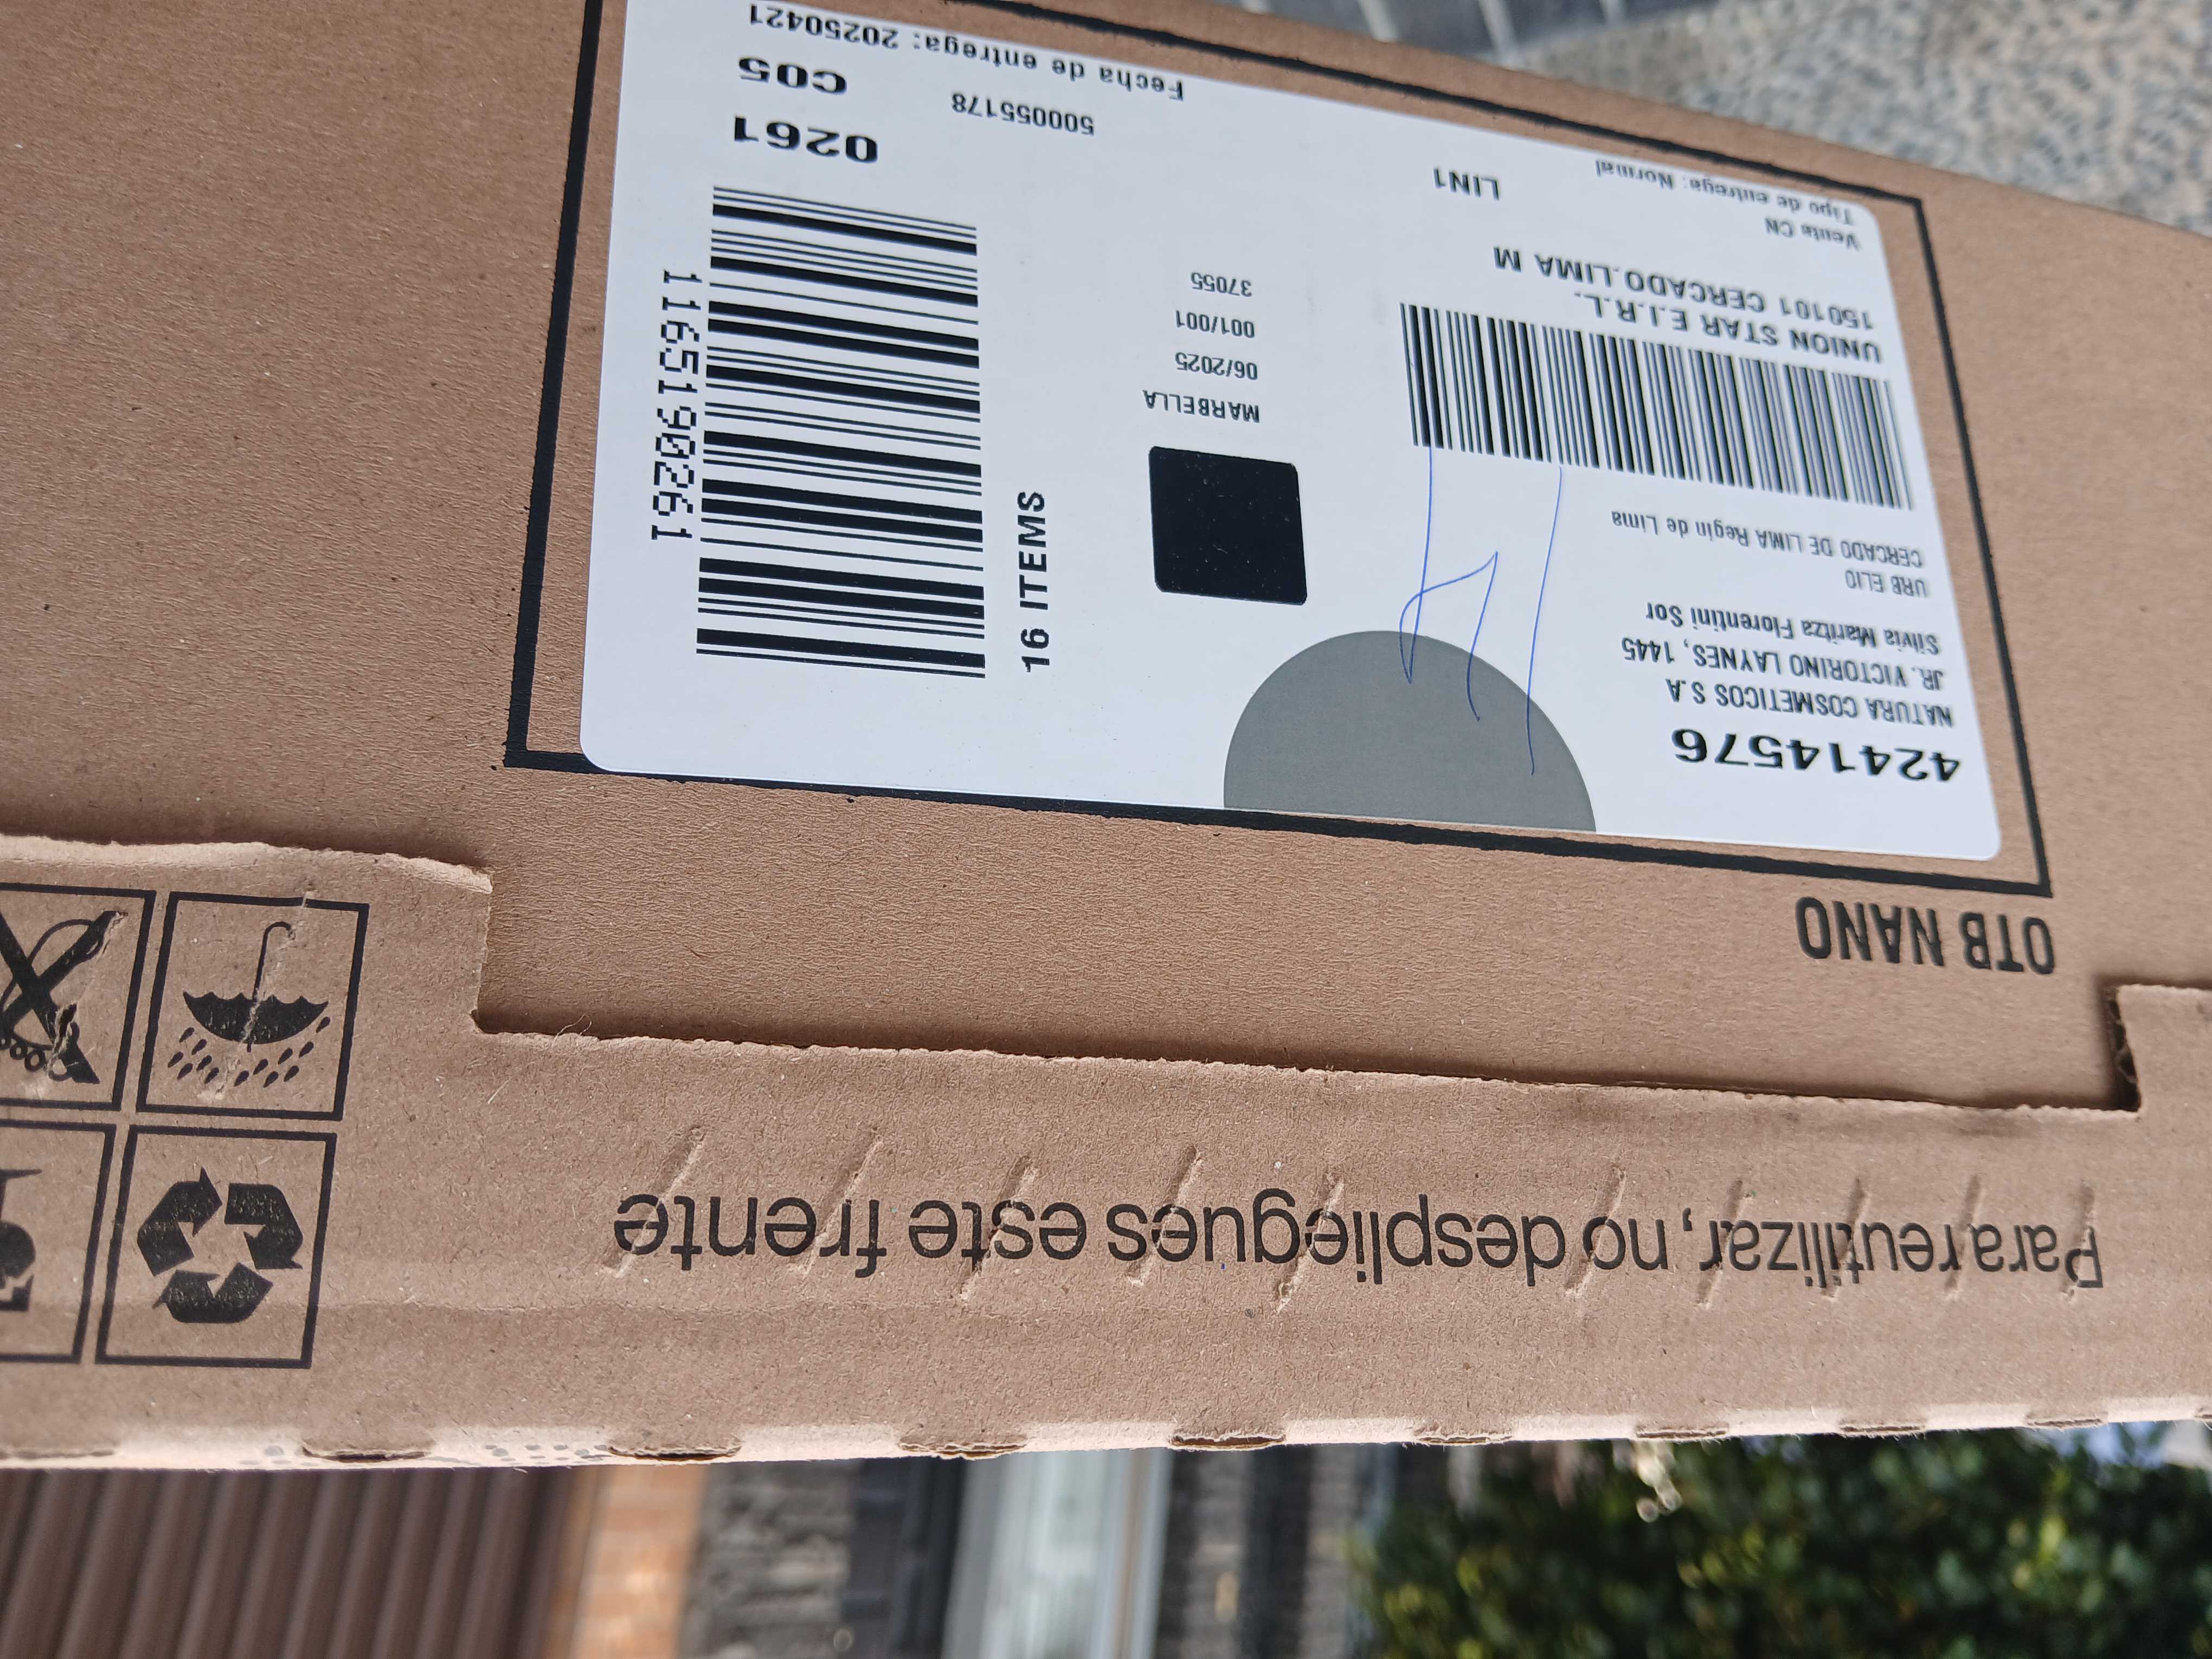 OTB NANO
42414576
NATURA COSMETICOS S.A
JR. VICTORINO LAYNES, 1445
Silvia Maritza Florentini Sor
URB ELIO
CERCADO DE LIMA Regin de Lima
UNION STAR E.I.R.L.
150101 CERCADO.LIMA M
Venta CN
Tipo de entrega: Normal
LIN1
MARBELLA
06/2025
001/001
37055
16 ITEMS
1165190261
0261
C05
500055178
Fecha de entrega: 20250421
Para reutilizar, no despliegues este frente